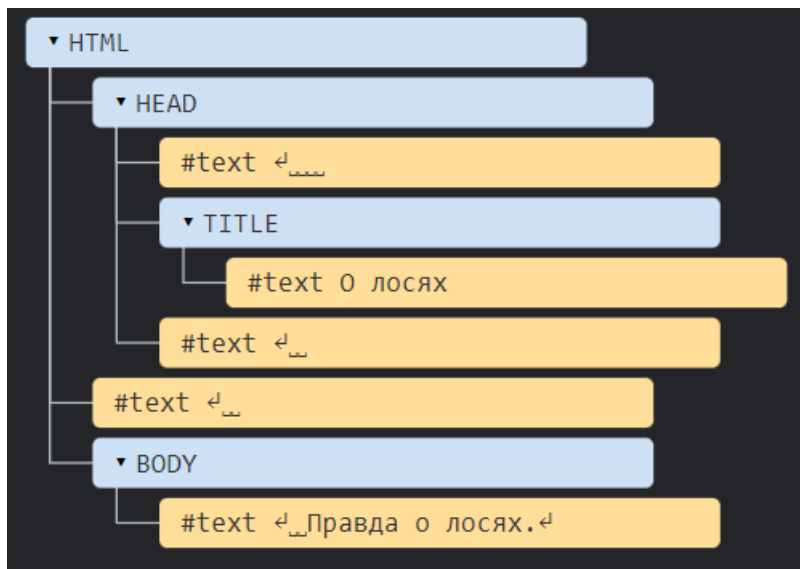 ▾ HTML
▾ HEAD
#text ↵␣␣␣␣
▾ TITLE
#text О лосях
#text ↵␣␣
#text ↵␣␣
▾ BODY
#text ↵␣␣Правда о лосях.↵